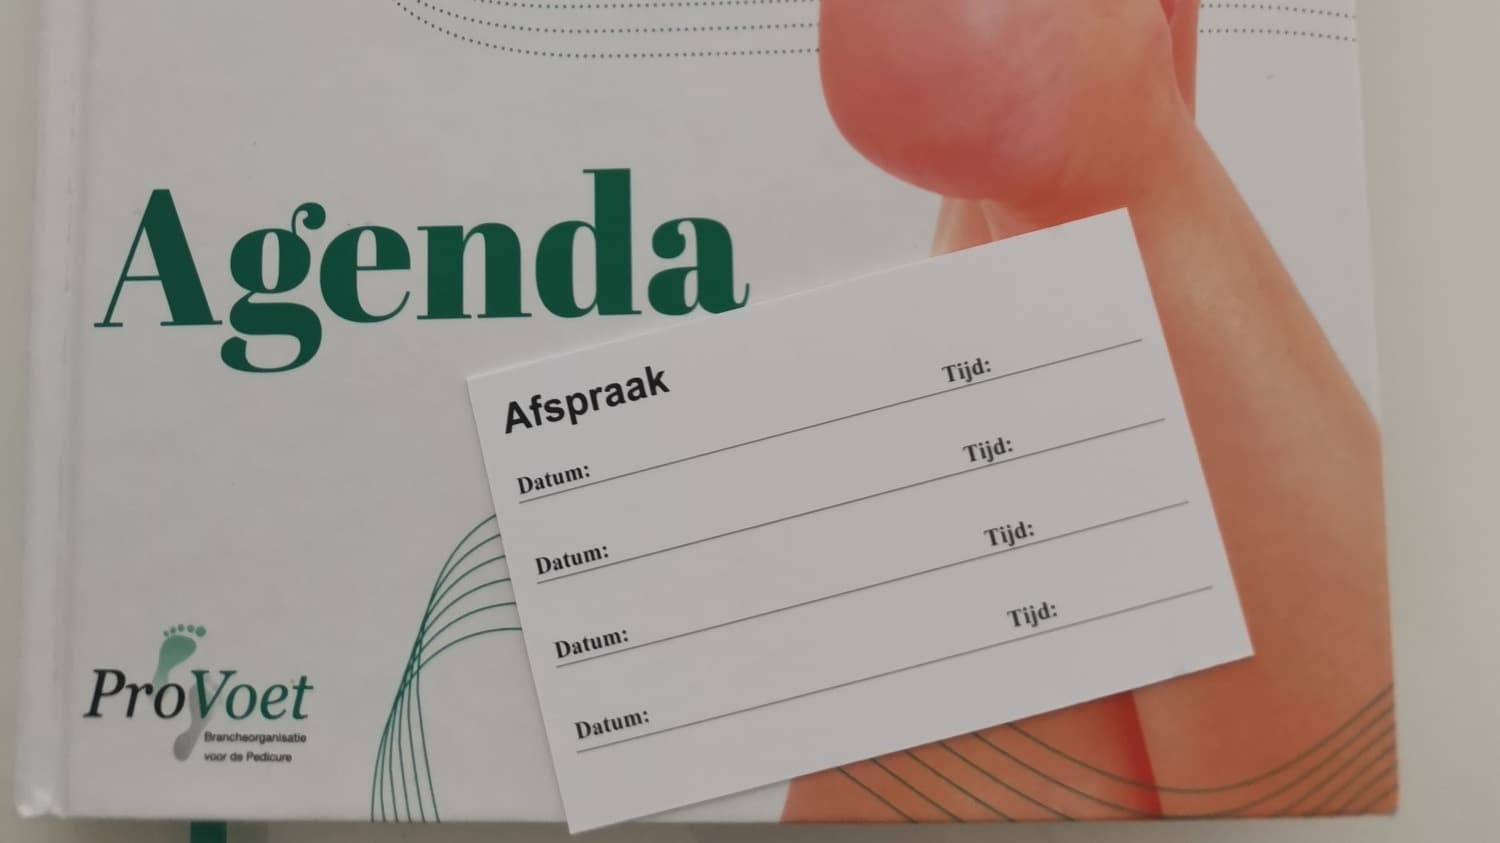 Agenda
Afspraak
Datum: Tijd:
Datum: Tijd:
Datum: Tijd:
Datum: Tijd:
ProVoet
Brancheorganisatie
voor de Pedicure